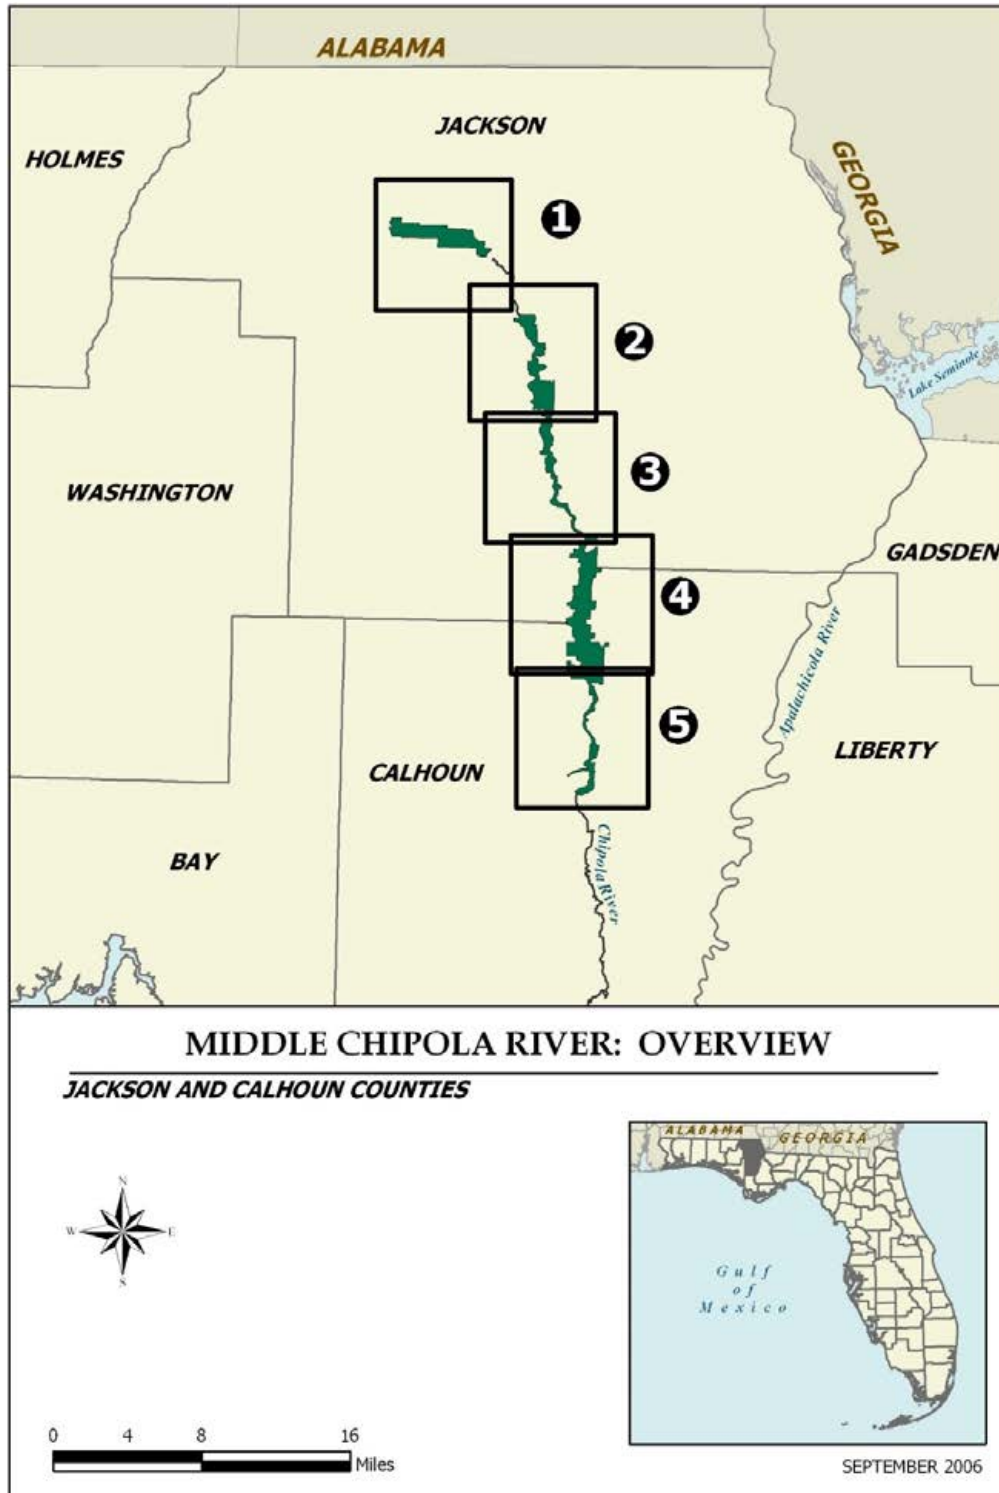 ALABAMA
JACKSON
HOLMES
GEORGIA
1
2
Lake Seminole
3
WASHINGTON
GADSDEN
4
Apalachicola River
5
LIBERTY
CALHOUN
Chipola River
BAY
MIDDLE CHIPOLA RIVER: OVERVIEW
JACKSON AND CALHOUN COUNTIES
ALABAMA
GEORGIA
N
W E
S
Gulf
of
Mexico
0 4 8 16
Miles
SEPTEMBER 2006